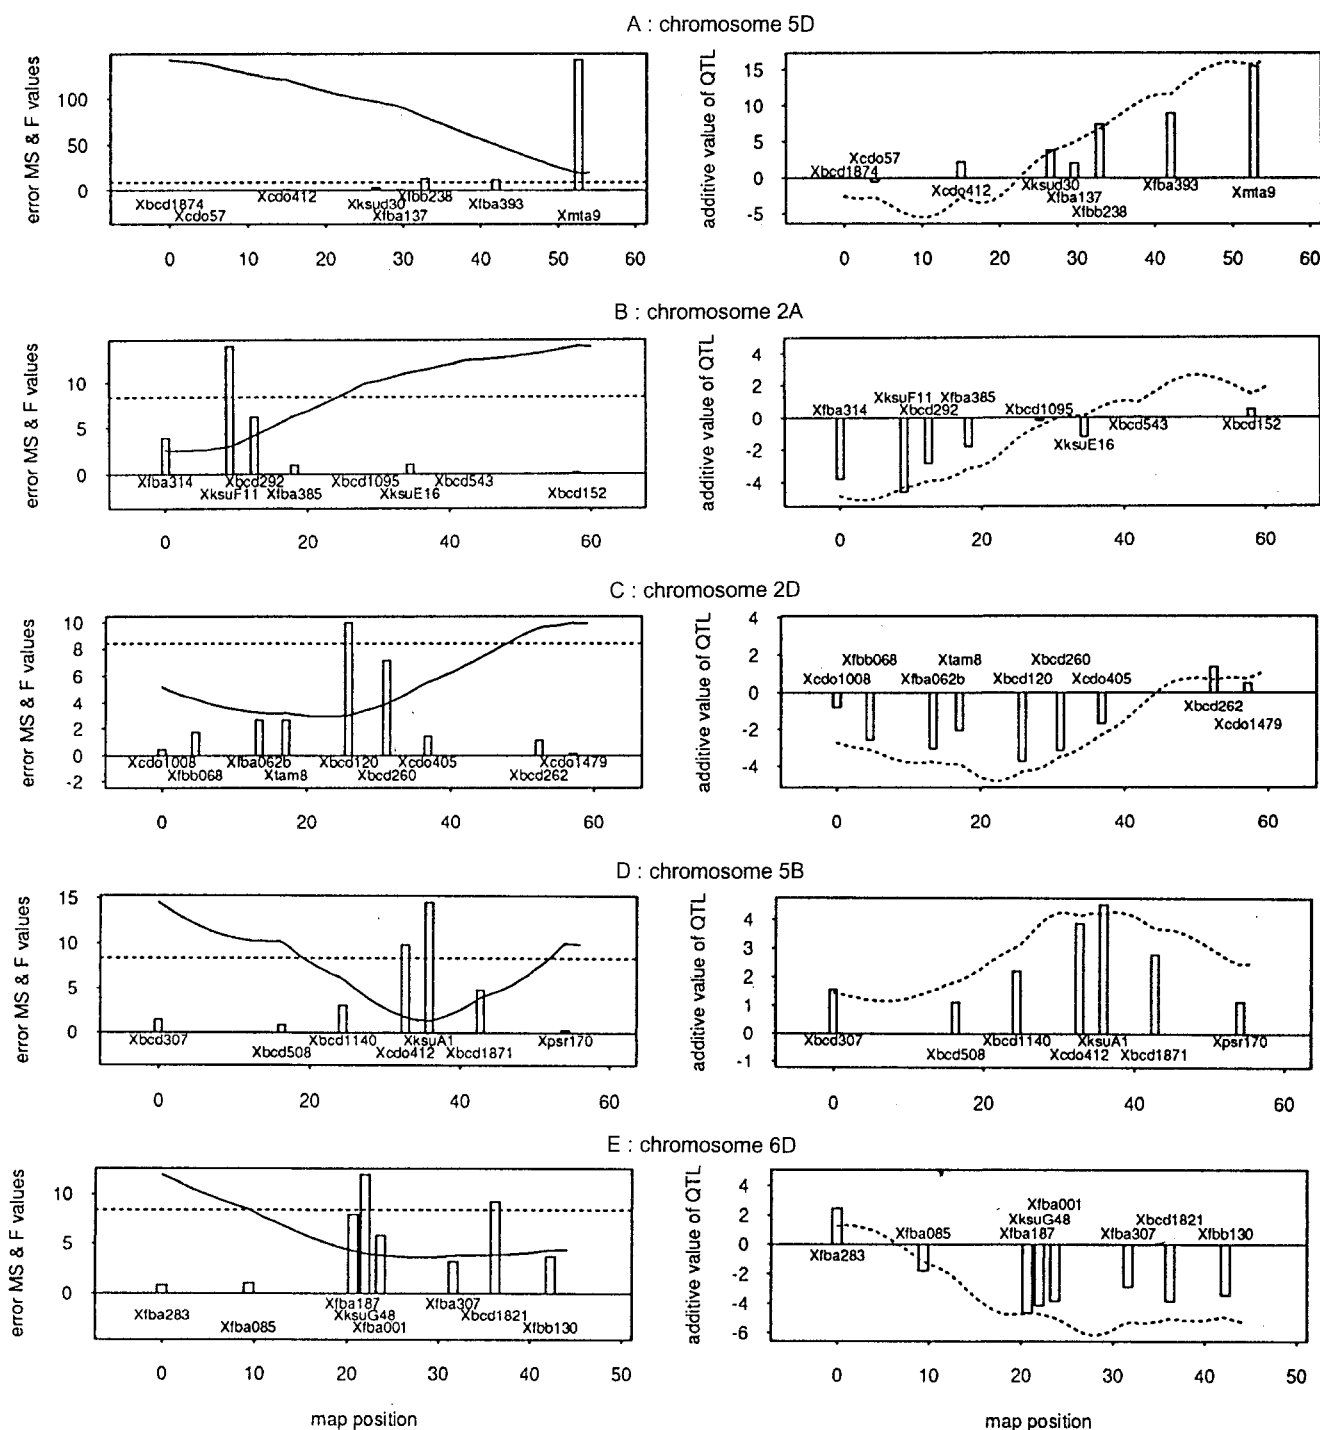 A : chromosome 5D
error MS & F values
100
50
0
Xbcd1874
Xcdo57
Xcdo412
Xksud30
Xfba137
Xfbb238
Xfba393
Xmta9
0 10 20 30 40 50 60
additive value of QTL
15
10
5
0
-5
Xbcd1874
Xcdo57
Xcdo412
Xksud30
Xfba137
Xfbb238
Xfba393
Xmta9
0 10 20 30 40 50 60
B : chromosome 2A
error MS & F values
10
5
0
Xfba314
XksuF11
Xbcd292
Xfba385
Xbcd1095
XksuE16
Xbcd543
Xbcd152
0 20 40 60
additive value of QTL
4
2
0
-2
-4
Xfba314
XksuF11
Xbcd292
Xfba385
Xbcd1095
XksuE16
Xbcd543
Xbcd152
0 20 40 60
C : chromosome 2D
error MS & F values
10
8
6
4
2
0
-2
Xcdo1008
Xfbb068
Xfba062b
Xtam8
Xbcd120
Xbcd260
Xcdo405
Xbcd262
Xcdo1479
0 20 40 60
additive value of QTL
4
2
0
-2
-4
Xcdo1008
Xfbb068
Xfba062b
Xtam8
Xbcd120
Xbcd260
Xcdo405
Xbcd262
Xcdo1479
0 20 40 60
D : chromosome 5B
error MS & F values
15
10
5
0
Xbcd307
Xbcd508
Xbcd1140
Xcdo412
XksuA1
Xbcd1871
Xpsr170
0 20 40 60
additive value of QTL
4
3
2
1
0
-1
Xbcd307
Xbcd508
Xbcd1140
Xcdo412
XksuA1
Xbcd1871
Xpsr170
0 20 40 60
E : chromosome 6D
error MS & F values
10
5
0
Xfba283
Xfba085
Xfba187
XksuG48
Xfba001
Xfba307
Xbcd1821
Xfbb130
0 10 20 30 40 50
map position
additive value of QTL
4
2
0
-2
-4
-6
Xfba283
Xfba085
Xfba001
XksuG48
Xfba187
Xfba307
Xbcd1821
Xfbb130
0 10 20 30 40 50
map position